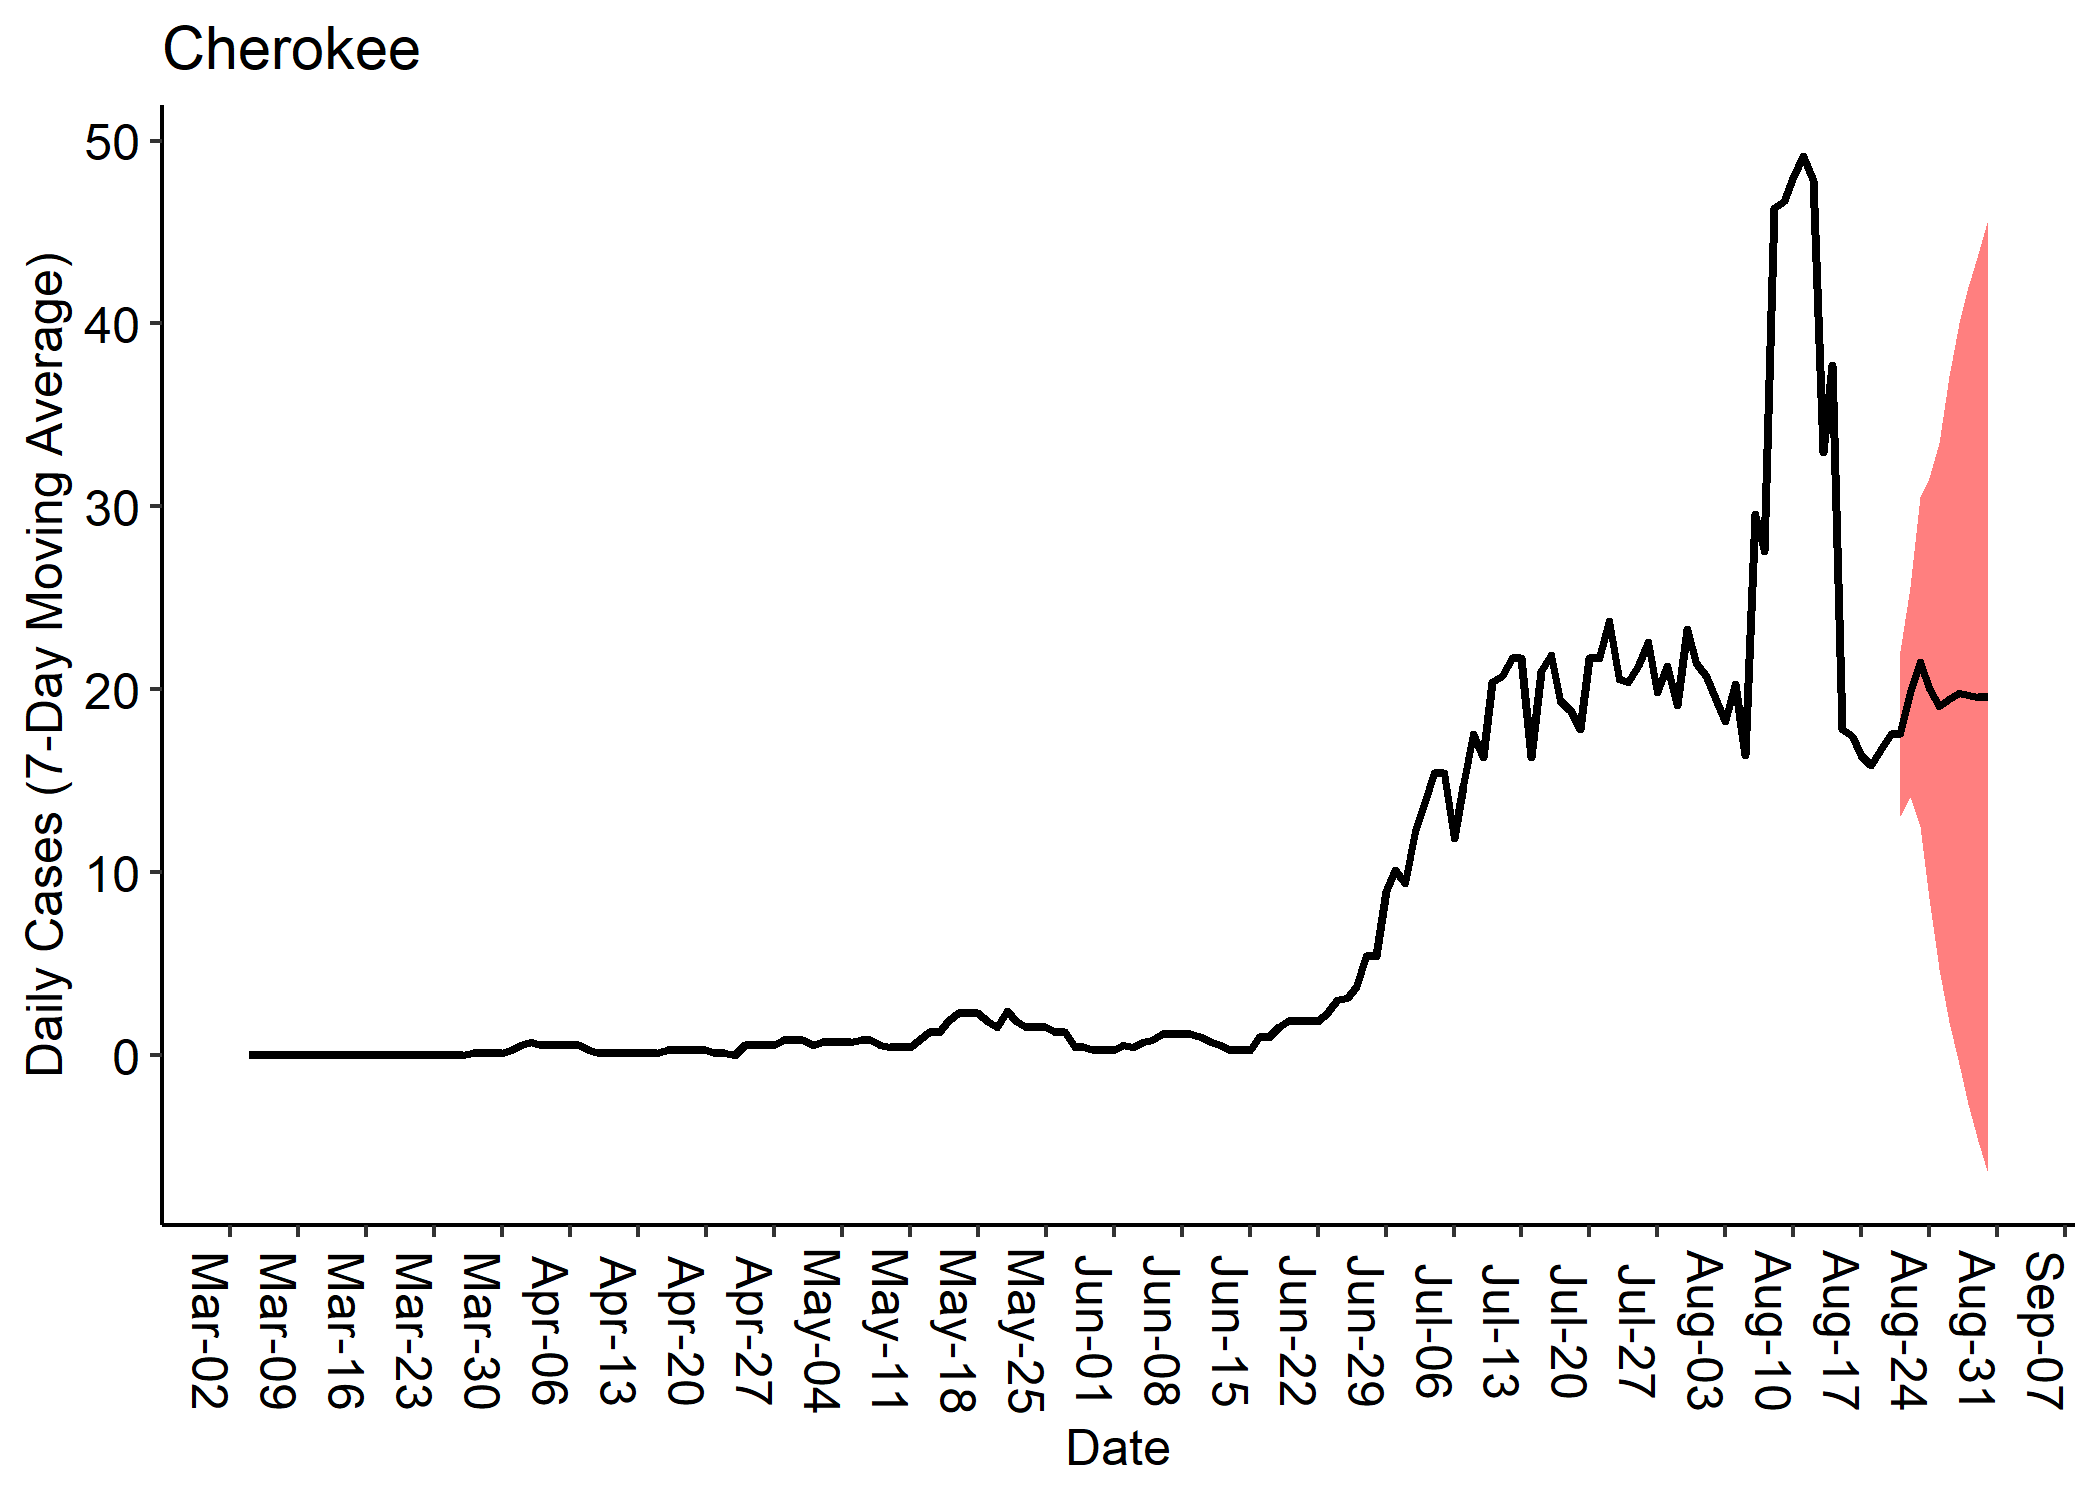 Cherokee
Daily Cases (7-Day Moving Average)
50
40
30
20
10
0
Mar-02
Mar-09
Mar-16
Mar-23
Mar-30
Apr-06
Apr-13
Apr-20
Apr-27
May-04
May-11
May-18
May-25
Jun-01
Jun-08
Jun-15
Jun-22
Jun-29
Jul-06
Jul-13
Jul-20
Jul-27
Aug-03
Aug-10
Aug-17
Aug-24
Aug-31
Sep-07
Date